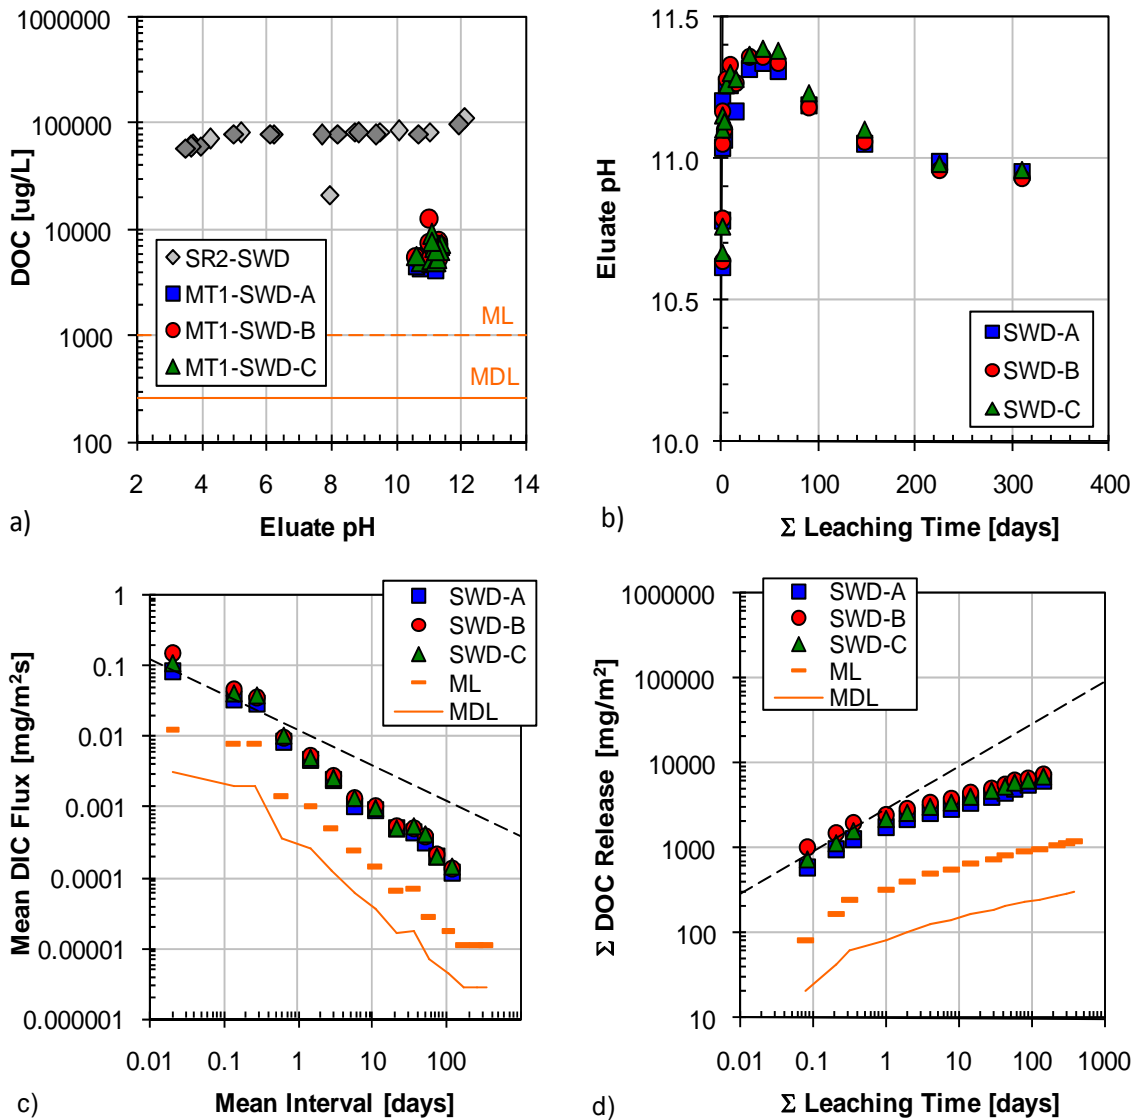 1000000
100000
10000
1000
100
DOC [ug/L]
SR2-SWD
MT1-SWD-A
MT1-SWD-B
MT1-SWD-C
ML
MDL
2 4 6 8 10 12 14
Eluate pH
a)
11.5
11.0
10.5
10.0
Eluate pH
SWD-A
SWD-B
SWD-C
0 100 200 300 400
Σ Leaching Time [days]
b)
1
0.1
0.01
0.001
0.0001
0.00001
0.000001
Mean DIC Flux [mg/m²s]
SWD-A
SWD-B
SWD-C
ML
MDL
0.01 0.1 1 10 100
Mean Interval [days]
c)
1000000
100000
10000
1000
100
10
Σ DOC Release [mg/m²]
SWD-A
SWD-B
SWD-C
ML
MDL
0.01 0.1 1 10 100 1000
Σ Leaching Time [days]
d)